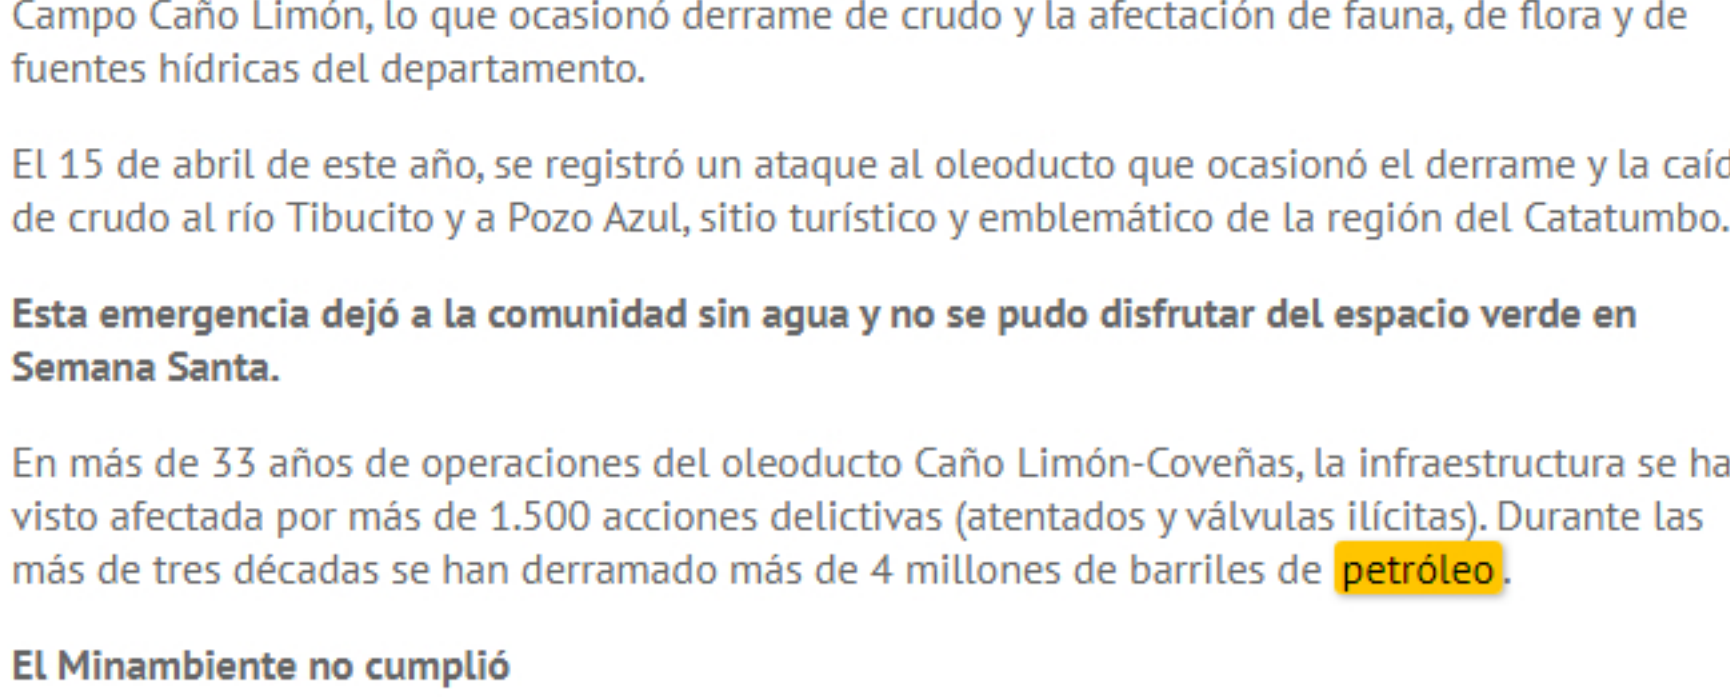 Campo Caño Limón, lo que ocasionó derrame de crudo y la afectación de fauna, de flora y de
fuentes hídricas del departamento.
El 15 de abril de este año, se registró un ataque al oleoducto que ocasionó el derrame y la caíd
de crudo al río Tibucito y a Pozo Azul, sitio turístico y emblemático de la región del Catatumbo.
Esta emergencia dejó a la comunidad sin agua y no se pudo disfrutar del espacio verde en
Semana Santa.
En más de 33 años de operaciones del oleoducto Caño Limón-Coveñas, la infraestructura se ha
visto afectada por más de 1.500 acciones delictivas (atentados y válvulas ilícitas). Durante las
más de tres décadas se han derramado más de 4 millones de barriles de petróleo.
El Minambiente no cumplió